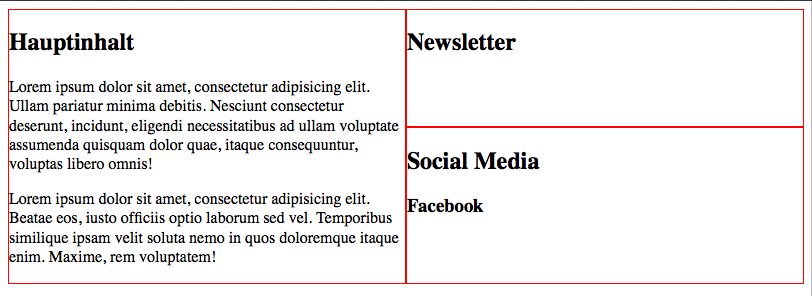 Hauptinhalt
Lorem ipsum dolor sit amet, consectetur adipisicing elit.
Ullam pariatur minima debitis. Nesciunt consectetur
deserunt, incidunt, eligendi necessitatibus ad ullam voluptate
assumenda quisquam dolor quae, itaque consequuntur,
voluptas libero omnis!
Lorem ipsum dolor sit amet, consectetur adipisicing elit.
Beatae eos, iusto officiis optio laborum sed vel. Temporibus
similique ipsam velit soluta nemo in quos doloremque itaque
enim. Maxime, rem voluptatem!
Newsletter
Social Media
Facebook